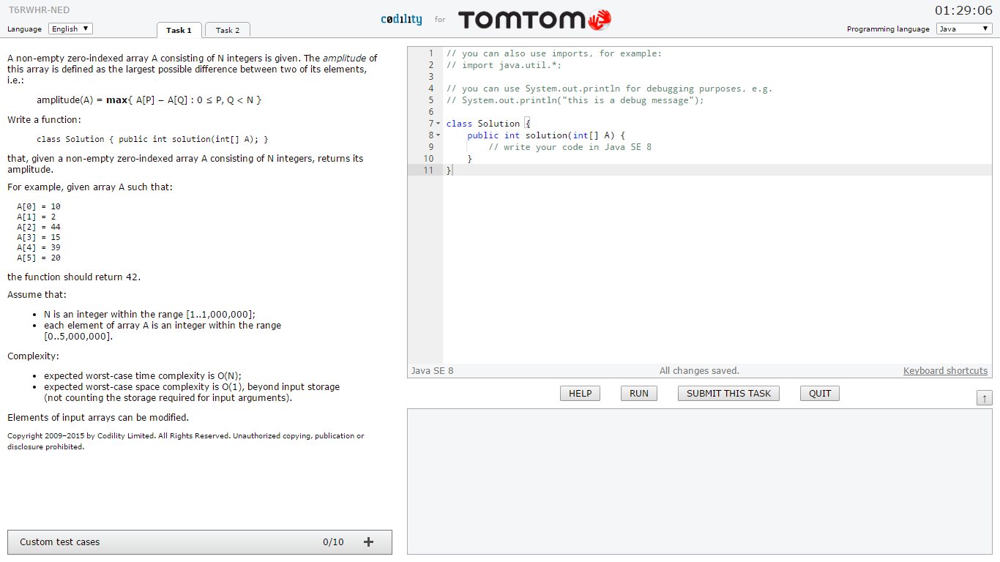 T6RWHR-NED
Language English ▼
Task 1 Task 2
codility for TOMTOM
01:29:06
Programming language Java ▼
A non-empty zero-indexed array A consisting of N integers is given. The amplitude of
this array is defined as the largest possible difference between two of its elements,
i.e.:
amplitude(A) = max{ A[P] − A[Q] : 0 ≤ P, Q < N }
Write a function:
class Solution { public int solution(int[] A); }
that, given a non-empty zero-indexed array A consisting of N integers, returns its
amplitude.
For example, given array A such that:
A[0] = 10
A[1] = 2
A[2] = 44
A[3] = 15
A[4] = 39
A[5] = 20
the function should return 42.
Assume that:
• N is an integer within the range [1..1,000,000];
• each element of array A is an integer within the range
[0..5,000,000].
Complexity:
• expected worst-case time complexity is O(N);
• expected worst-case space complexity is O(1), beyond input storage
(not counting the storage required for input arguments).
Elements of input arrays can be modified.
Copyright 2009–2015 by Codility Limited. All Rights Reserved. Unauthorized copying, publication or
disclosure prohibited.
Custom test cases 0/10 +
1 // you can also use imports, for example:
2 // import java.util.*;
3
4 // you can use System.out.println for debugging purposes, e.g.
5 // System.out.println("this is a debug message");
6
7 class Solution {
8 public int solution(int[] A) {
9 // write your code in Java SE 8
10 }
11 }
Java SE 8 All changes saved. Keyboard shortcuts
HELP RUN SUBMIT THIS TASK QUIT
↑